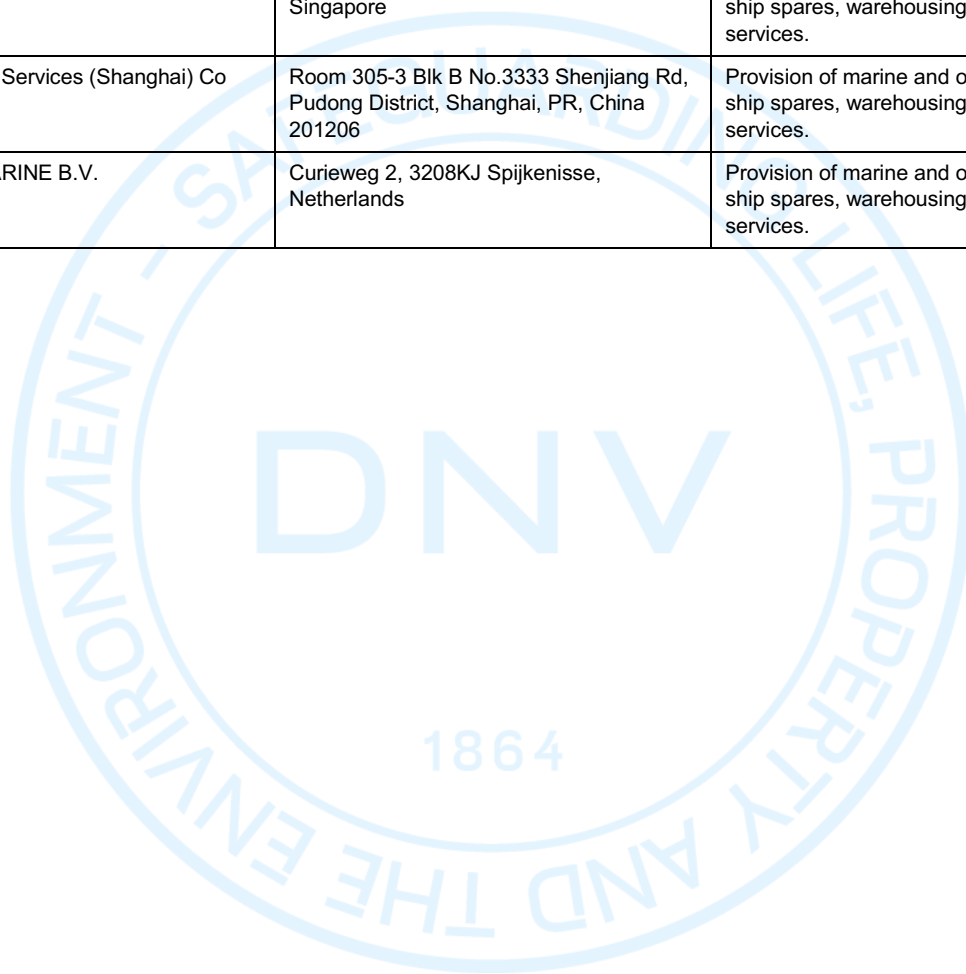 Singapore
ship spares, warehousing
services.
Services (Shanghai) Co
Room 305-3 Blk B No.3333 Shenjiang Rd,
Pudong District, Shanghai, PR, China
201206
Provision of marine and o
ship spares, warehousing
services.
RINE B.V.
Curieweg 2, 3208KJ Spijkenisse,
Netherlands
Provision of marine and o
ship spares, warehousing
services.
SAFEGUARDING LIFE, PROPERTY AND THE ENVIRONMENT –
DNV
1864